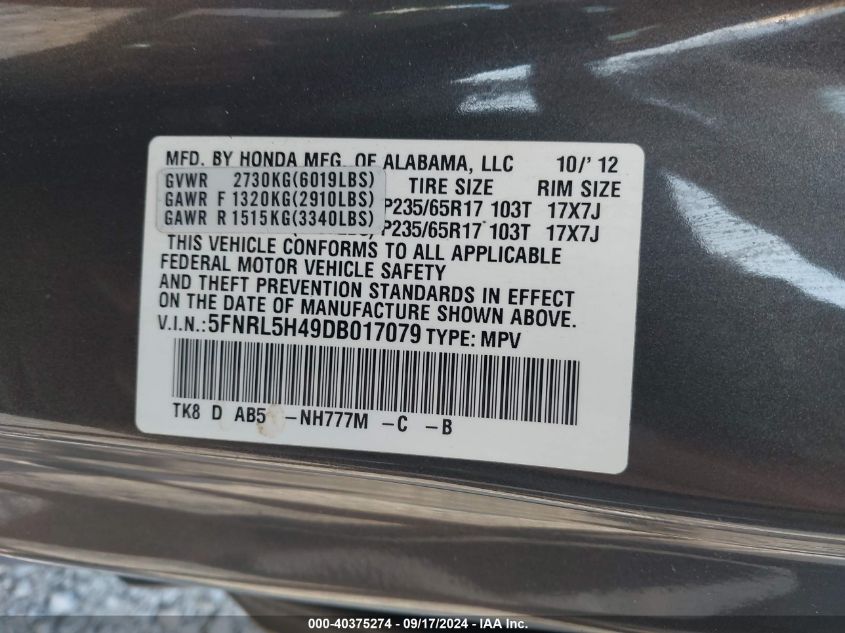 MFD. BY HONDA MFG. OF ALABAMA, LLC 10/' 12
GVWR 2730KG(6019LBS) TIRE SIZE RIM SIZE
GAWR F 1320KG(2910LBS) P235/65R17 103T 17X7J
GAWR R 1515KG(3340LBS) P235/65R17 103T 17X7J
THIS VEHICLE CONFORMS TO ALL APPLICABLE
FEDERAL MOTOR VEHICLE SAFETY
AND THEFT PREVENTION STANDARDS IN EFFECT
ON THE DATE OF MANUFACTURE SHOWN ABOVE.
V.I.N.:5FNRL5H49DB017079 TYPE: MPV
TK8 D AB5 -NH777M -C -B
000-40375274 - 09/17/2024 - IAA Inc.